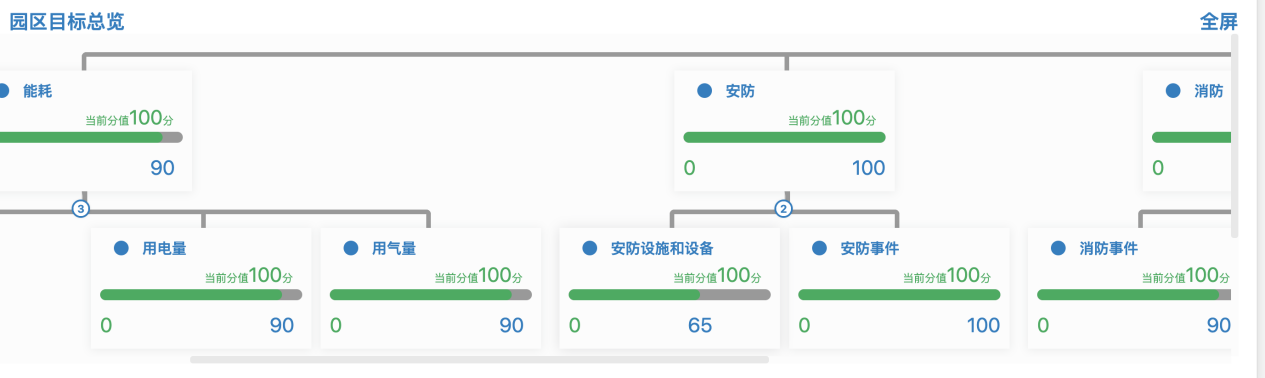 园区目标总览
全屏
能耗
当前分值100分
90
安防
当前分值100分
0
100
消防
0
3
2
用电量
当前分值100分
0
90
用气量
当前分值100分
0
90
安防设施和设备
当前分值100分
0
65
安防事件
当前分值100分
0
100
消防事件
当前分值100分
0
90